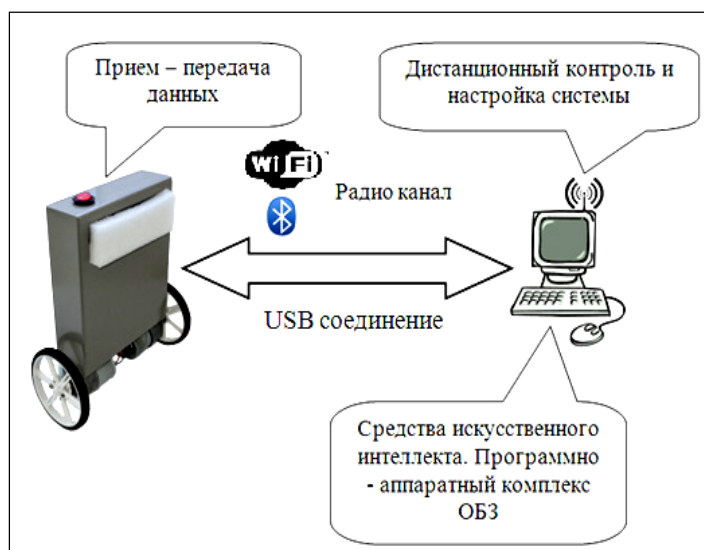 Прием – передача
данных
Дистанционный контроль и
настройка системы
WiFi
Радио канал
USB соединение
Средства искусственного
интеллекта. Программно
- аппаратный комплекс
ОБЗ